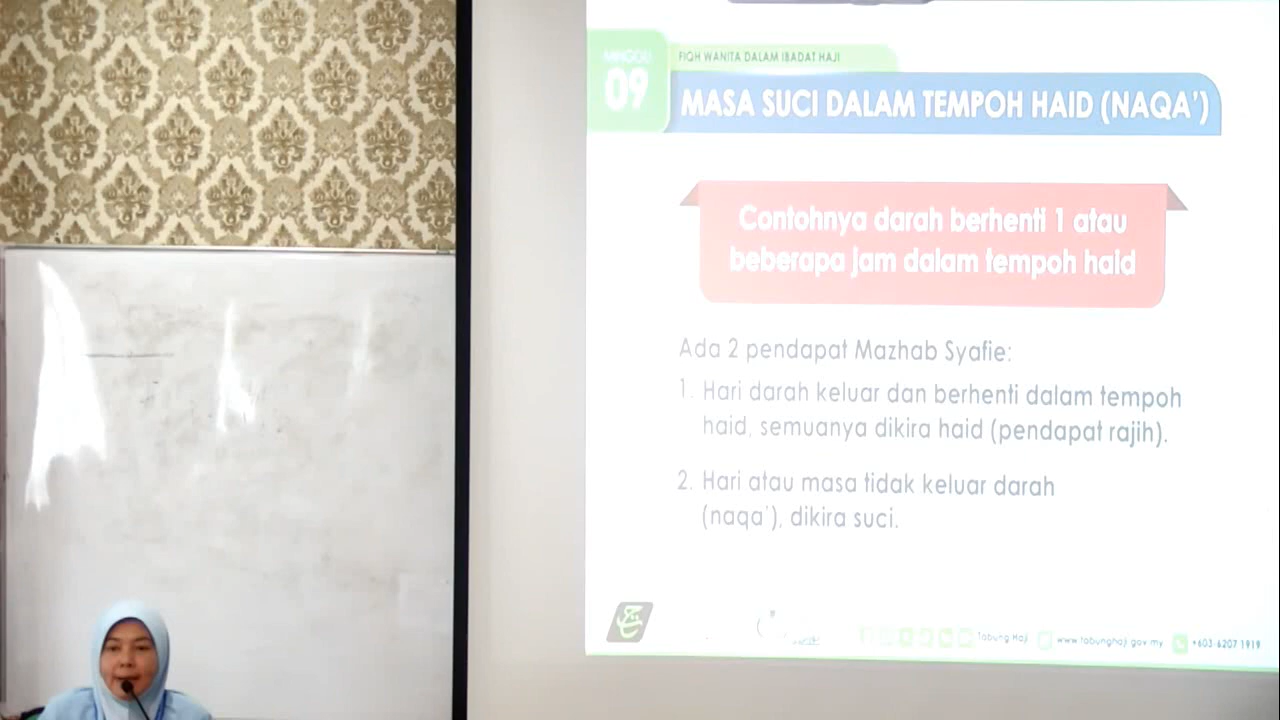 MINGGU
09
FIQH WANITA DALAM IBADAT HAJI
MASA SUCI DALAM TEMPOH HAID (NAQA')
Contohnya darah berhenti 1 atau
beberapa jam dalam tempoh haid
Ada 2 pendapat Mazhab Syafie:
1. Hari darah keluar dan berhenti dalam tempoh
haid, semuanya dikira haid (pendapat rajih).
2. Hari atau masa tidak keluar darah
(naqa'), dikira suci.
Tabung Haji www.tabunghaji.gov.my +603-6207 1919